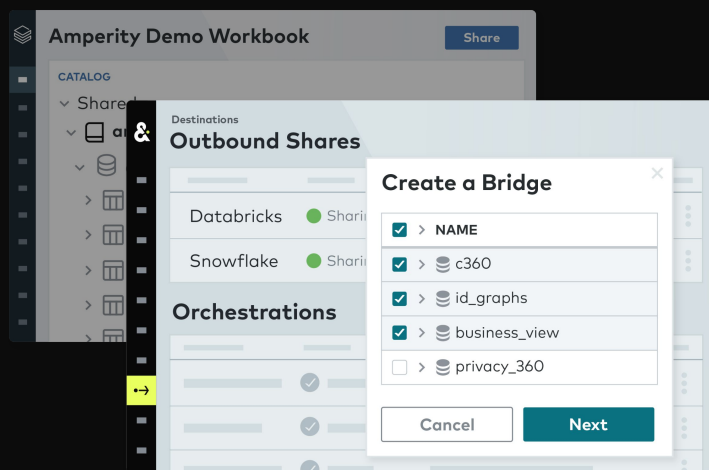 Amperity Demo Workbook
Share
CATALOG
Shared
&
Destinations
Outbound Shares
Databricks
Snowflake
Orchestrations
Create a Bridge
NAME
c360
id_graphs
business_view
privacy_360
Cancel
Next